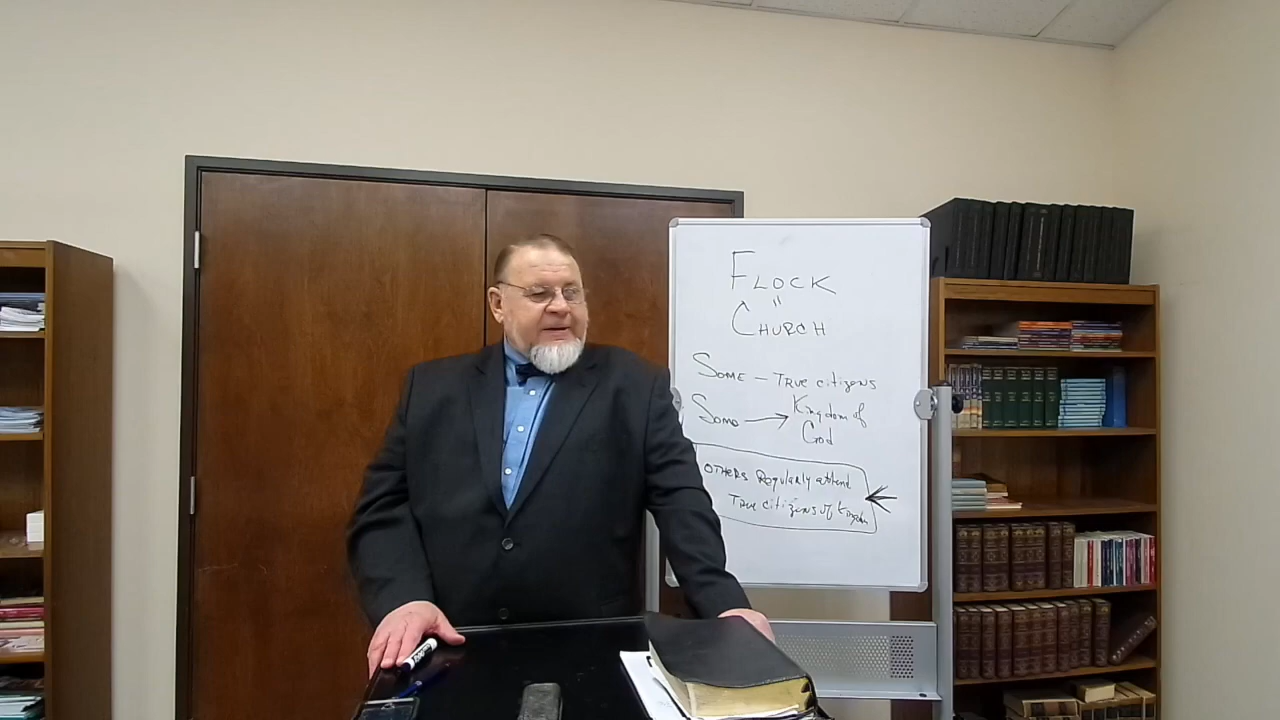 FLOCK
"
CHURCH
SOME — TRUE citizens
Some → Kingdom of
God
OTHERS Regularly attend
True citizens of Kingdom